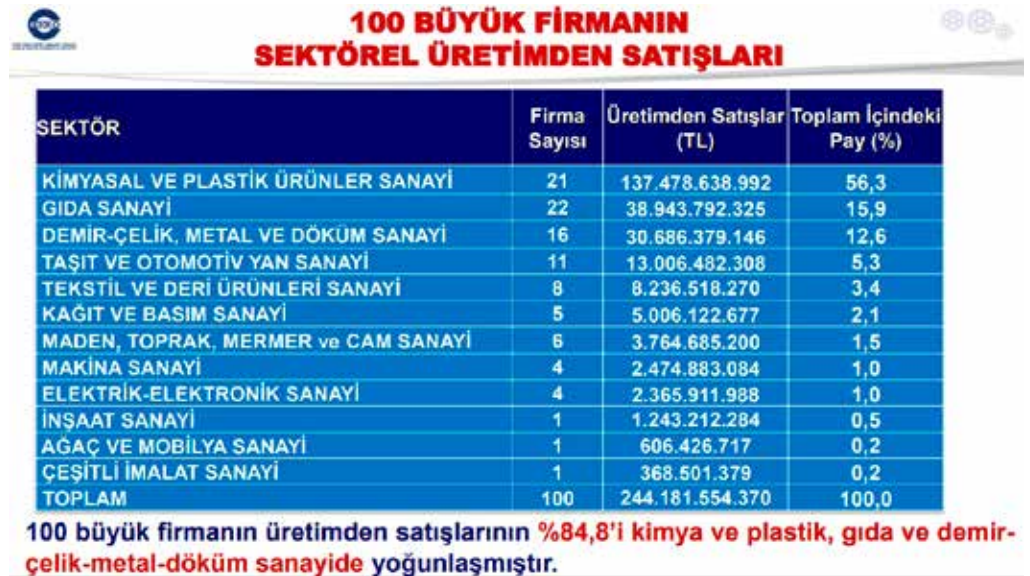 100 BÜYÜK FİRMANIN
SEKTÖREL ÜRETİMDEN SATIŞLARI
SEKTÖR Firma Sayısı Üretimden Satışlar (TL) Toplam İçindeki Pay (%)
KİMYASAL VE PLASTİK ÜRÜNLER SANAYİ 21 137.478.638.992 56,3
GIDA SANAYİ 22 38.943.792.325 15,9
DEMİR-ÇELİK, METAL VE DÖKÜM SANAYİ 16 30.686.379.146 12,6
TAŞIT VE OTOMOTİV YAN SANAYİ 11 13.006.482.308 5,3
TEKSTİL VE DERİ ÜRÜNLERİ SANAYİ 8 8.236.518.270 3,4
KAĞIT VE BASIM SANAYİ 5 5.006.122.677 2,1
MADEN, TOPRAK, MERMER ve CAM SANAYİ 6 3.764.685.200 1,5
MAKİNA SANAYİ 4 2.474.883.084 1,0
ELEKTRİK-ELEKTRONİK SANAYİ 4 2.365.911.988 1,0
İNŞAAT SANAYİ 1 1.243.212.284 0,5
AĞAÇ VE MOBİLYA SANAYİ 1 606.426.717 0,2
ÇEŞİTLİ İMALAT SANAYİ 1 368.501.379 0,2
TOPLAM 100 244.181.554.370 100,0
100 büyük firmanın üretimden satışlarının %84,8'i kimya ve plastik, gıda ve demir-
çelik-metal-döküm sanayide yoğunlaşmıştır.